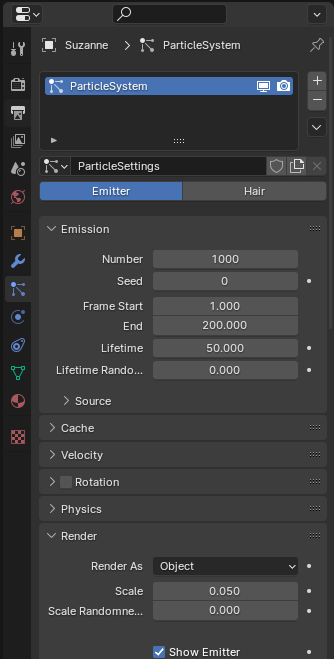 Suzanne > ParticleSystem
ParticleSystem
ParticleSettings
Emitter Hair
Emission
Number 1000
Seed 0
Frame Start 1.000
End 200.000
Lifetime 50.000
Lifetime Rando... 0.000
Source
Cache
Velocity
Rotation
Physics
Render
Render As Object
Scale 0.050
Scale Randomne... 0.000
Show Emitter